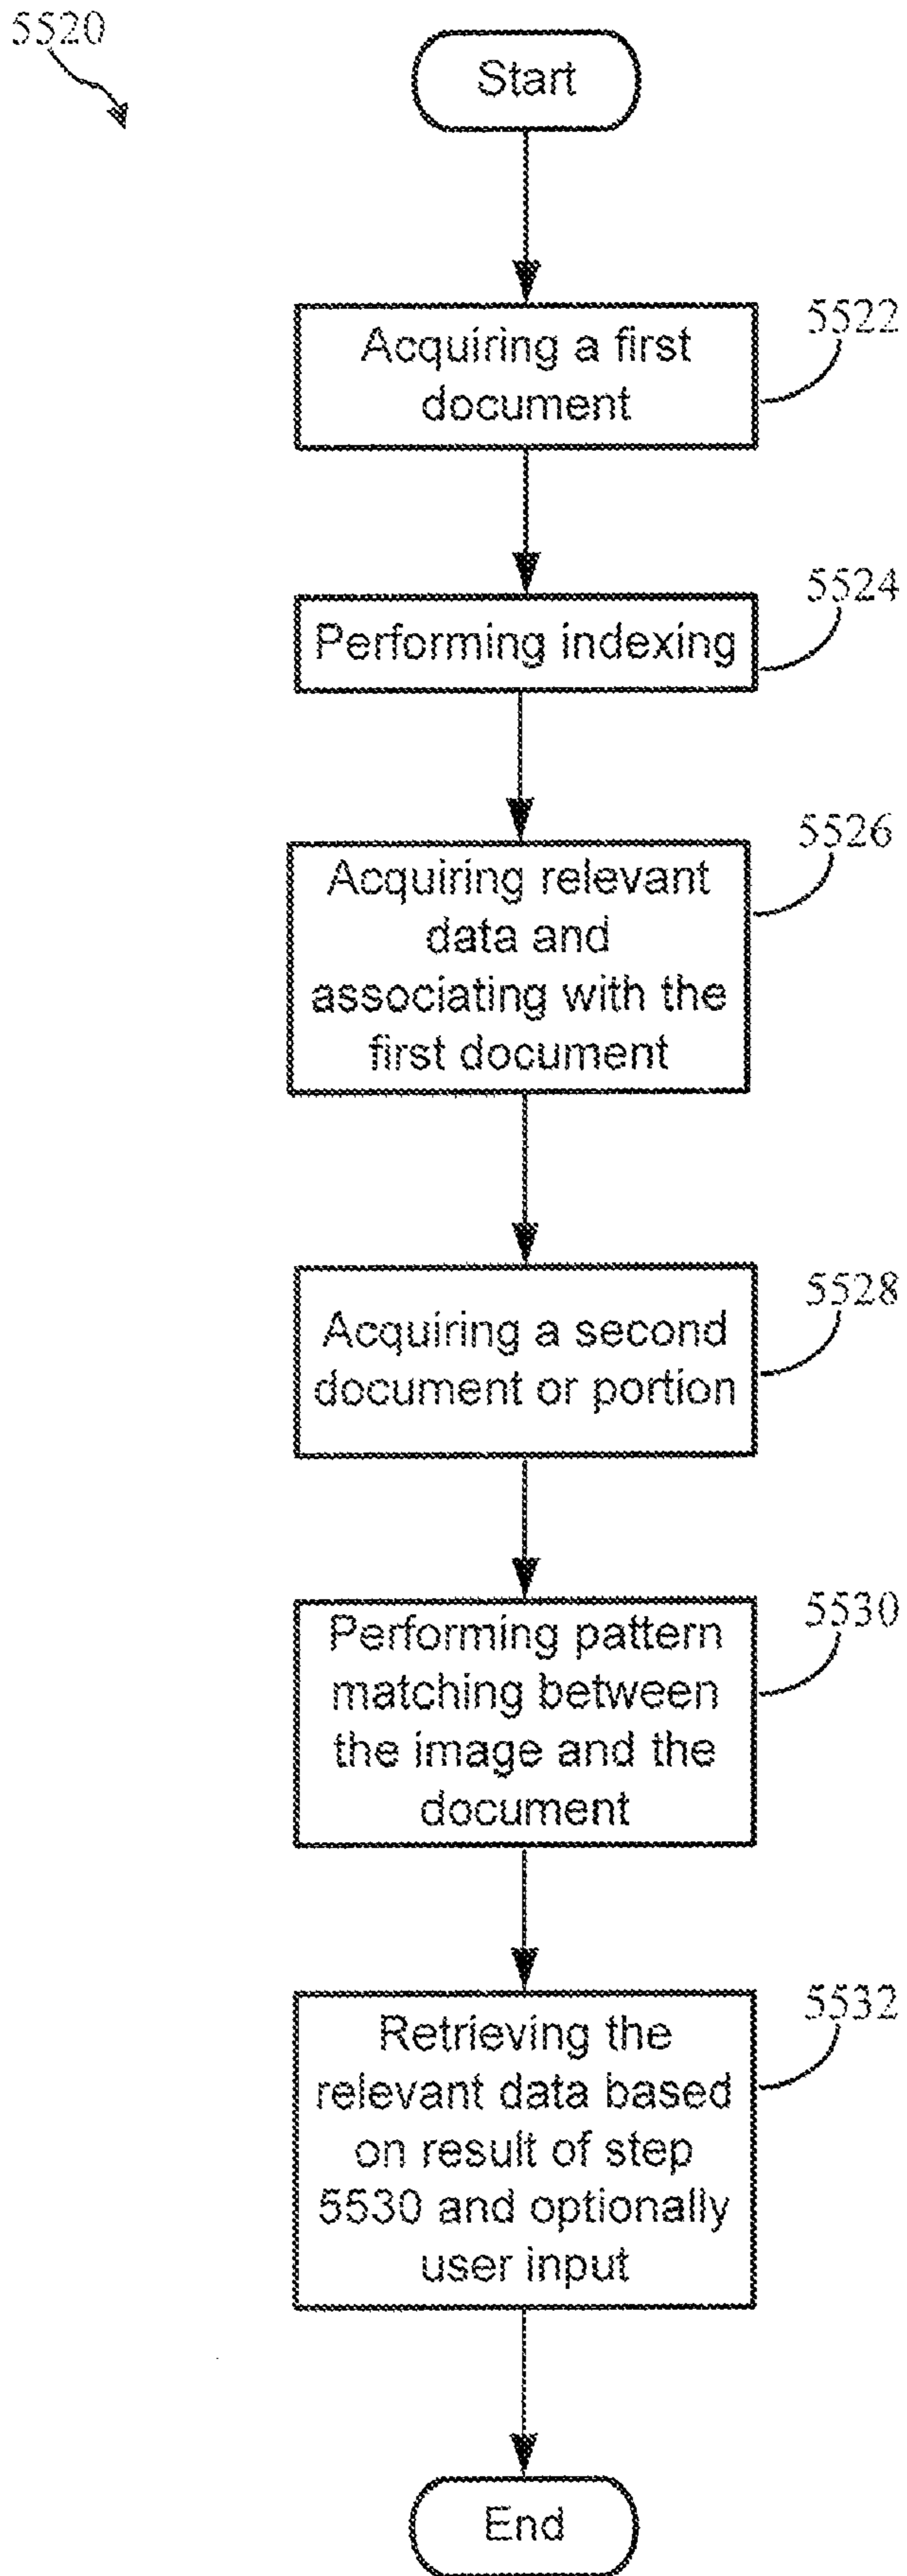 5520
Start
Acquiring a first
document
5522
Performing indexing
5524
Acquiring relevant
data and
associating with the
first document
5526
Acquiring a second
document or portion
5528
Performing pattern
matching between
the image and the
document
5530
Retrieving the
relevant data based
on result of step
5530 and optionally
user input
5532
End